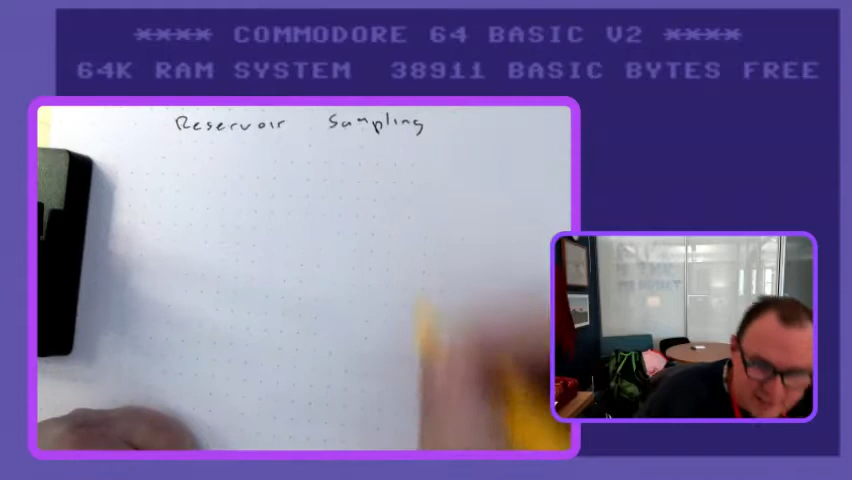 **** COMMODORE 64 BASIC V2 ****
64K RAM SYSTEM 38911 BASIC BYTES FREE
Reservoir Sampling